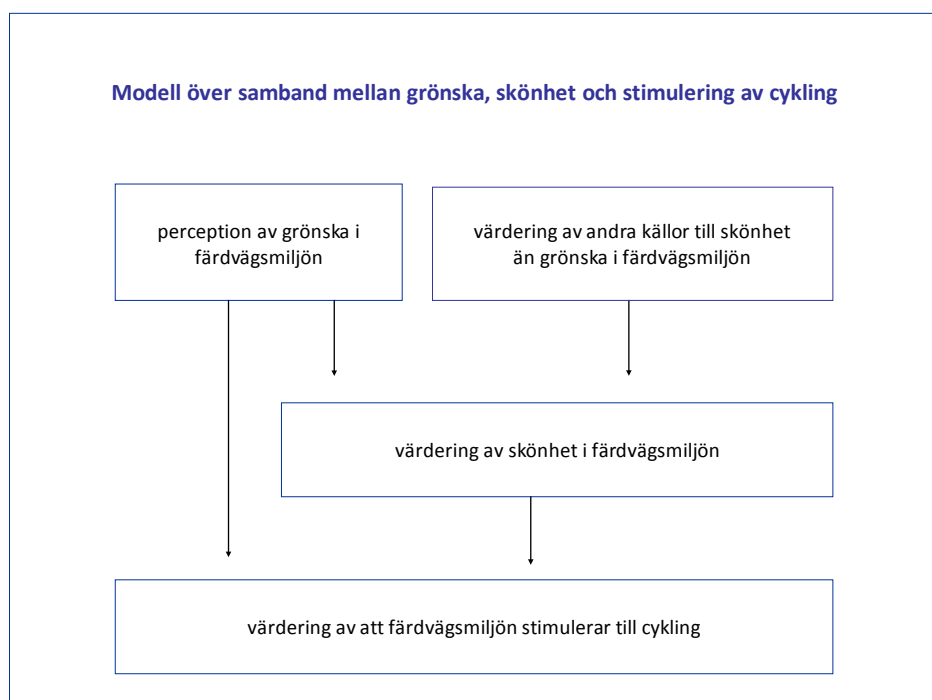 Modell över samband mellan grönska, skönhet och stimulering av cykling
perception av grönska i
färdvägsmiljön
värdering av andra källor till skönhet
än grönska i färdvägsmiljön
värdering av skönhet i färdvägsmiljön
värdering av att färdvägsmiljön stimulerar till cykling